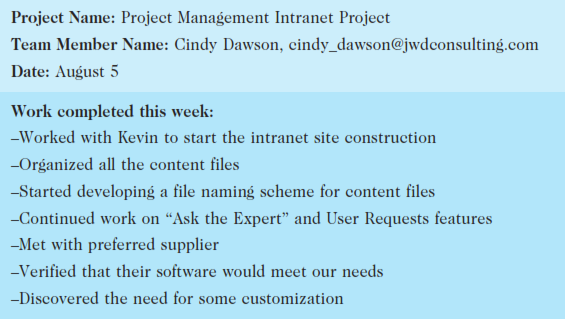 Project Name: Project Management Intranet Project
Team Member Name: Cindy Dawson, cindy_dawson@jwdconsulting.com
Date: August 5
Work completed this week:
–Worked with Kevin to start the intranet site construction
–Organized all the content files
–Started developing a file naming scheme for content files
–Continued work on “Ask the Expert” and User Requests features
–Met with preferred supplier
–Verified that their software would meet our needs
–Discovered the need for some customization